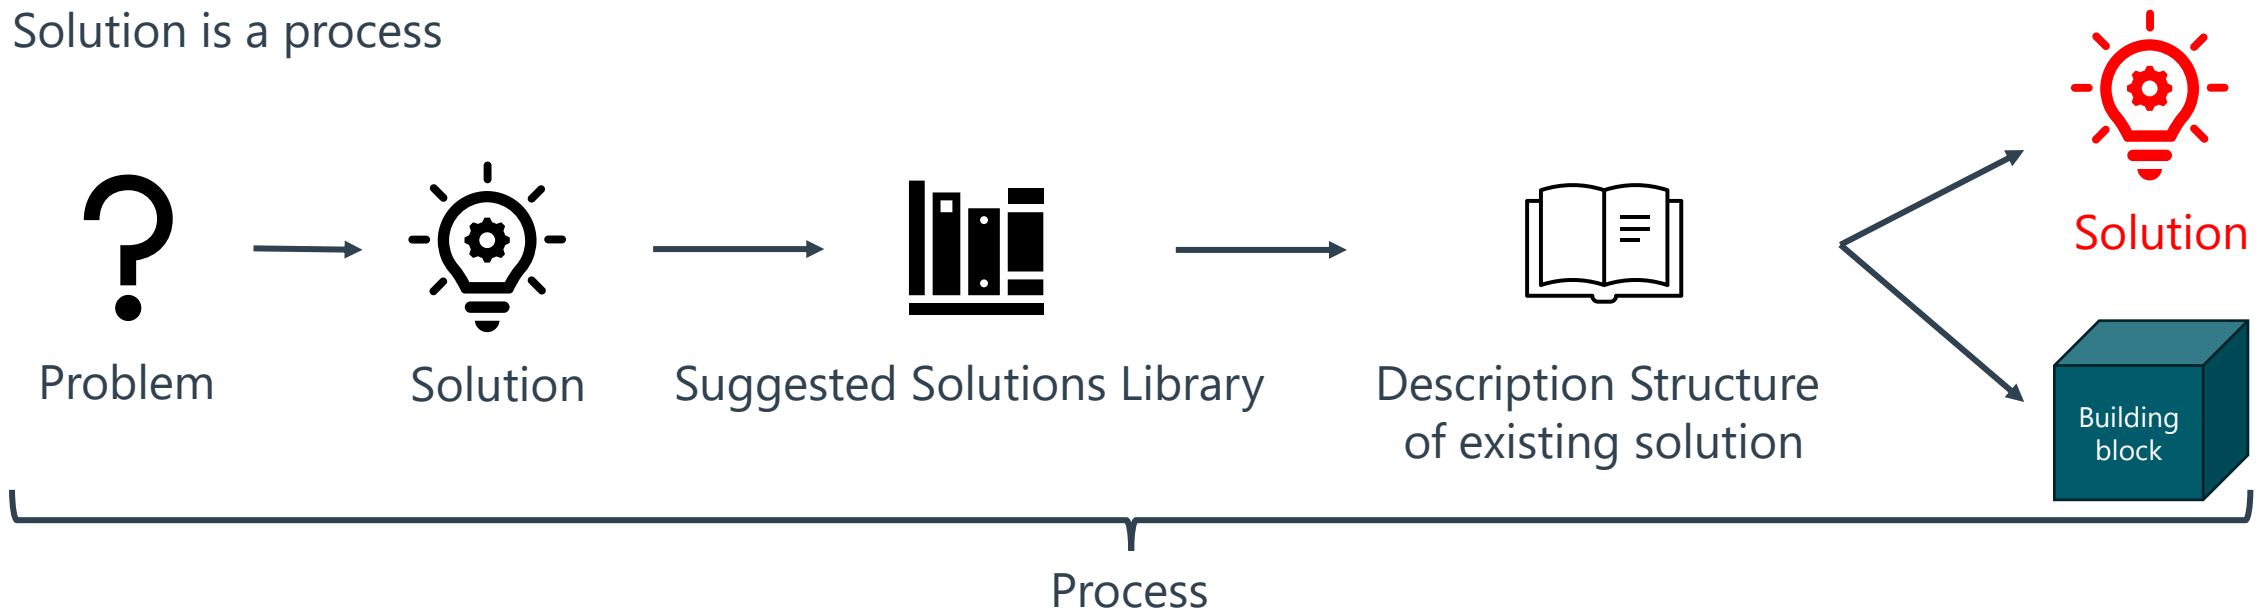 Solution is a process
Problem
Solution
Suggested Solutions Library
Description Structure
of existing solution
Solution
Building
block
Process